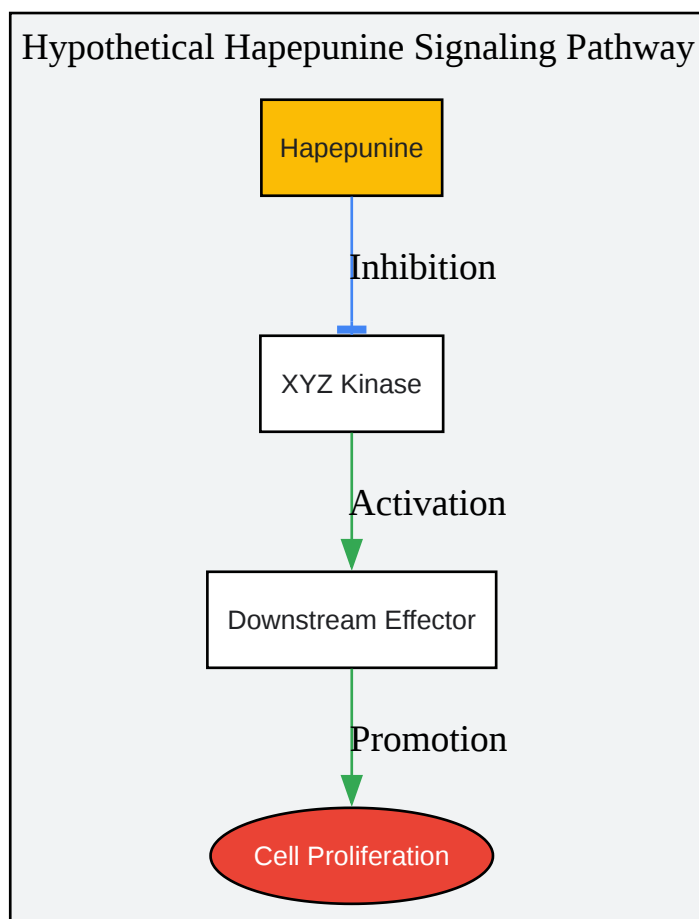 Hypothetical Hapepunine Signaling Pathway
Hapepunine
Inhibition
XYZ Kinase
Activation
Downstream Effector
Promotion
Cell Proliferation